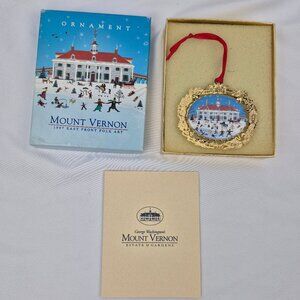 ORNAMENT
MOUNT VERNON
1997 EAST FRONT FOLK ART
George Washington's
MOUNT VERNON
ESTATE & GARDENS